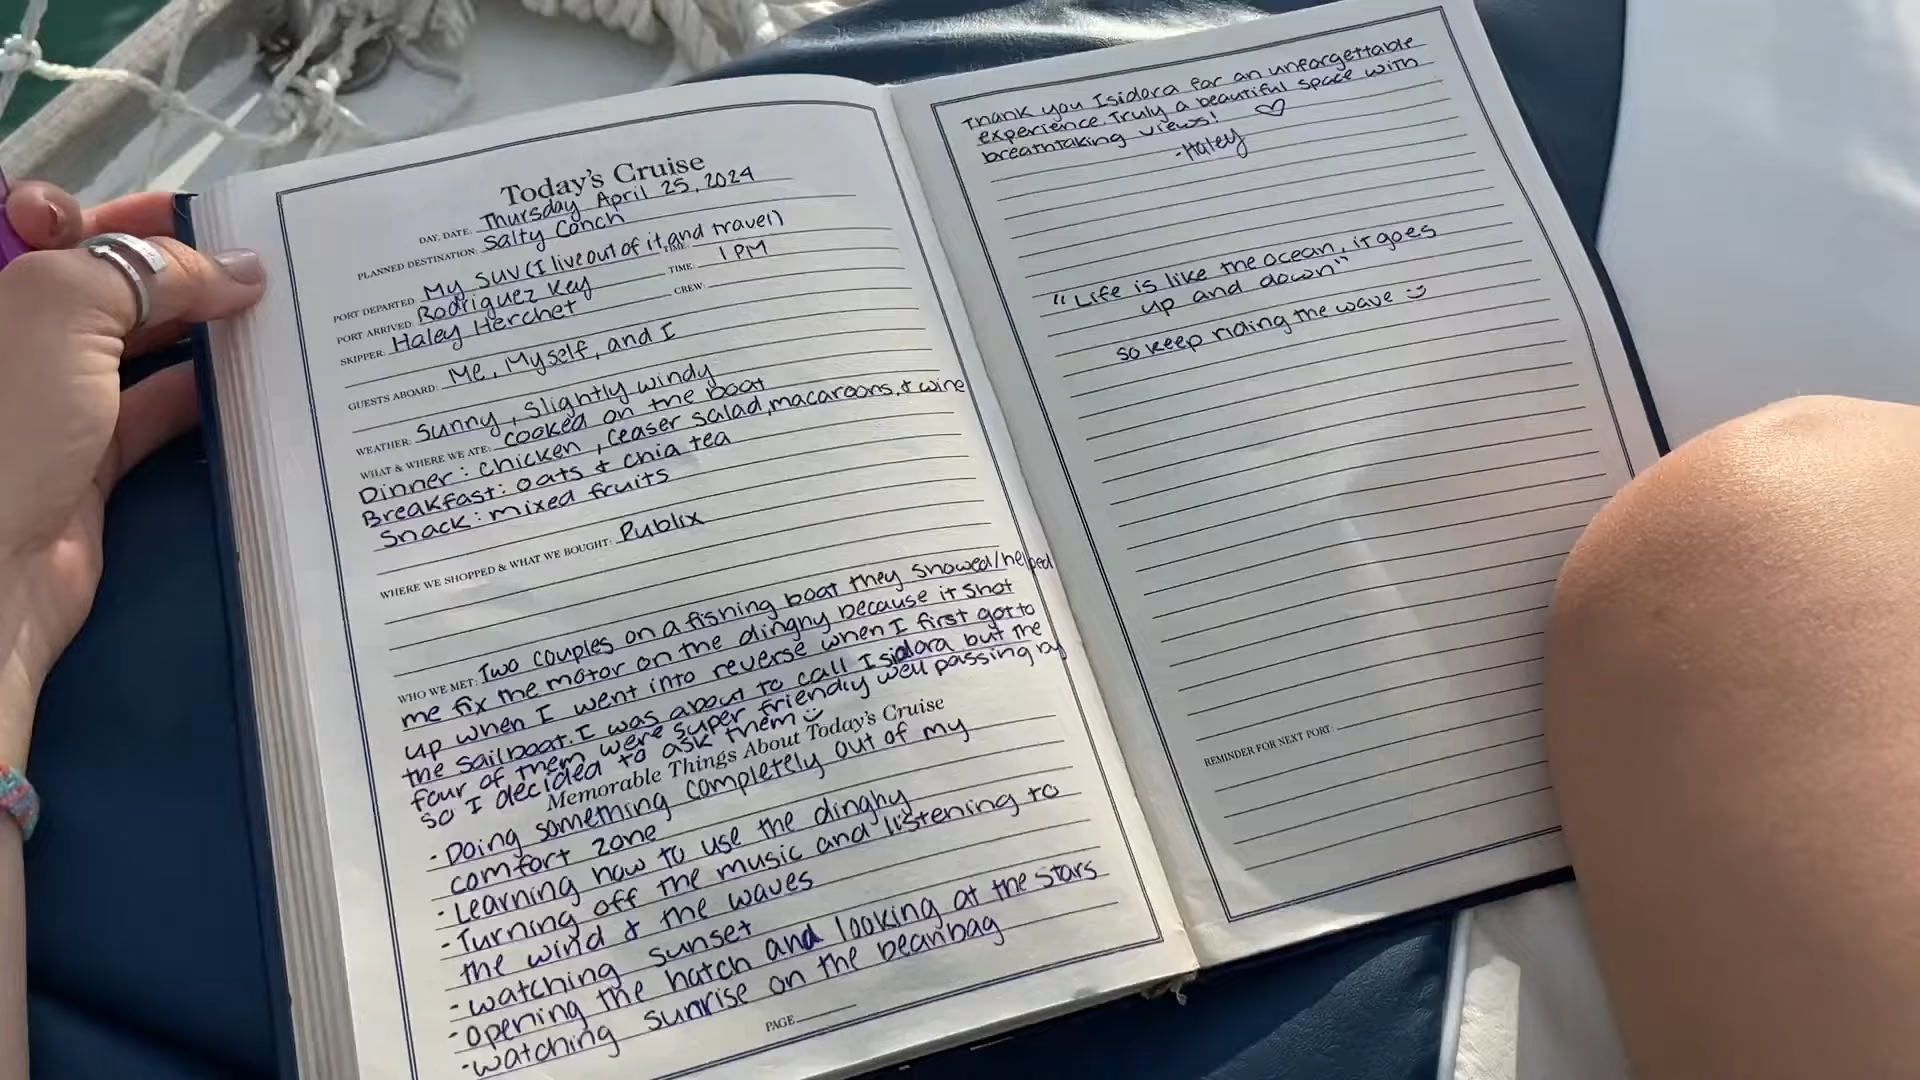 Today's Cruise
DAY, DATE: Thursday April 25, 2024
PLANNED DESTINATION: Salty Conch
PORT DEPARTED: My SUV (I live out of it and travel) TIME:
PORT ARRIVED: Rodriguez Key TIME: 1 PM
SKIPPER: Haley Herchet CREW:
GUESTS ABOARD: Me, Myself, and I
WEATHER: Sunny, slightly windy
WHAT & WHERE WE ATE: cooked on the boat
Dinner: chicken, ceaser salad, macaroons, & wine
Breakfast: oats & chia tea
Snack: mixed fruits
WHERE WE SHOPPED & WHAT WE BOUGHT: Publix
WHO WE MET: Two couples on a fishing boat they showed/helped
me fix the motor on the dinghy because it shot
up when I went into reverse when I first got to
the sailboat. I was about to call Isidora but the
four of them were super friendly well passing by
so I decided to ask them
Memorable Things About Today's Cruise
- Doing something completely out of my
comfort zone
- Learning how to use the dinghy
- Turning off the music and listening to
the wind & the waves
- watching sunset
- opening the hatch and looking at the stars
- watching sunrise on the beanbag
PAGE
Thank you Isidora for an unforgettable
experience. Truly a beautiful space with
breathtaking views!
-Haley
"Life is like the ocean, it goes
up and down"
so keep riding the wave
REMINDER FOR NEXT PORT: